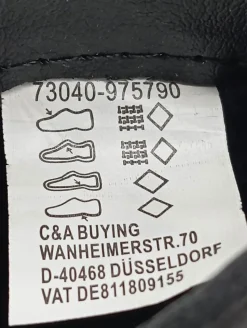 73040-975790
C&A BUYING
WANHEIMERSTR.70
D-40468 DÜSSELDORF
VAT DE811809155